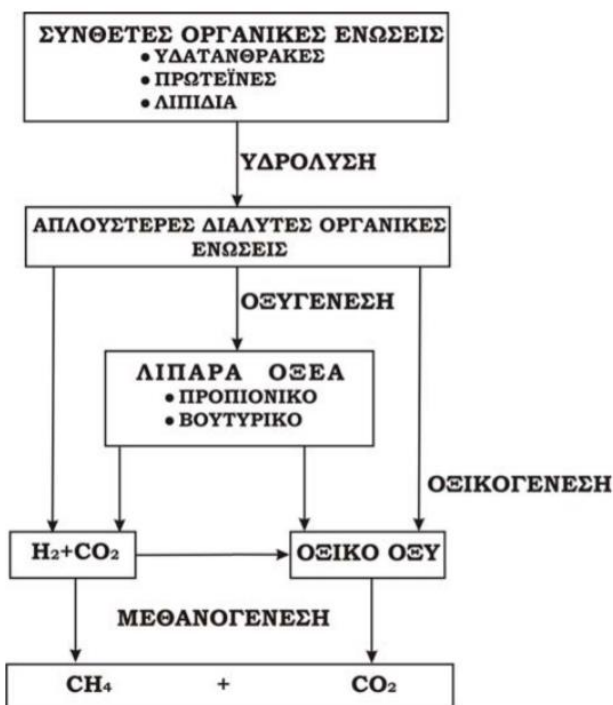 ΣΥΝΘΕΤΕΣ ΟΡΓΑΝΙΚΕΣ ΕΝΩΣΕΙΣ
• ΥΔΑΤΑΝΘΡΑΚΕΣ
• ΠΡΩΤΕΪΝΕΣ
• ΛΙΠΙΔΙΑ
ΥΔΡΟΛΥΣΗ
ΑΠΛΟΥΣΤΕΡΕΣ ΔΙΑΛΥΤΕΣ ΟΡΓΑΝΙΚΕΣ
ΕΝΩΣΕΙΣ
ΟΞΥΓΕΝΕΣΗ
ΛΙΠΑΡΑ ΟΞΕΑ
• ΠΡΟΠΙΟΝΙΚΟ
• ΒΟΥΤΥΡΙΚΟ
ΟΞΙΚΟΓΕΝΕΣΗ
H₂+CO₂
ΟΞΙΚΟ ΟΞΥ
ΜΕΘΑΝΟΓΕΝΕΣΗ
CH₄ + CO₂